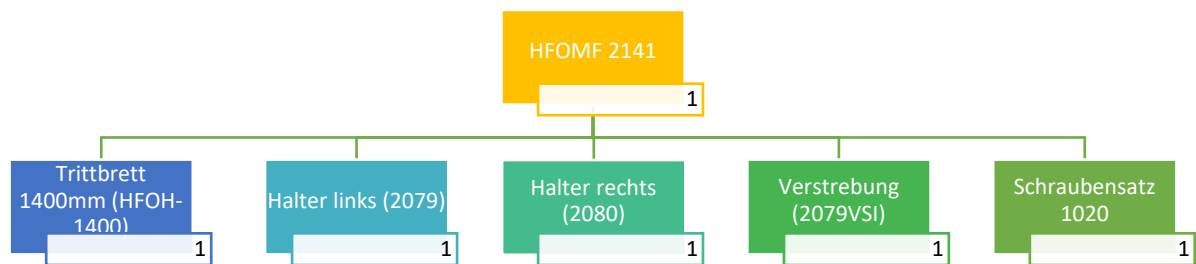 HFOMF 2141
1
Trittbrett
1400mm (HFOH-
1400)
1
Halter links (2079)
1
Halter rechts
(2080)
1
Verstrebung
(2079VSI)
1
Schraubensatz
1020
1